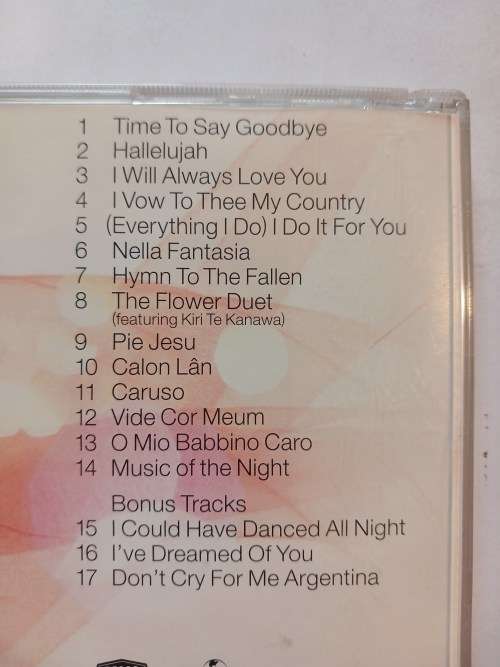 1 Time To Say Goodbye
2 Hallelujah
3 I Will Always Love You
4 I Vow To Thee My Country
5 (Everything I Do) I Do It For You
6 Nella Fantasia
7 Hymn To The Fallen
8 The Flower Duet
(featuring Kiri Te Kanawa)
9 Pie Jesu
10 Calon Lân
11 Caruso
12 Vide Cor Meum
13 O Mio Babbino Caro
14 Music of the Night
Bonus Tracks
15 I Could Have Danced All Night
16 I've Dreamed Of You
17 Don't Cry For Me Argentina